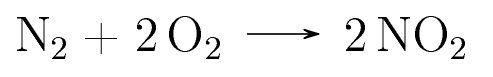 N₂ + 2 O₂ ⟶ 2 NO₂